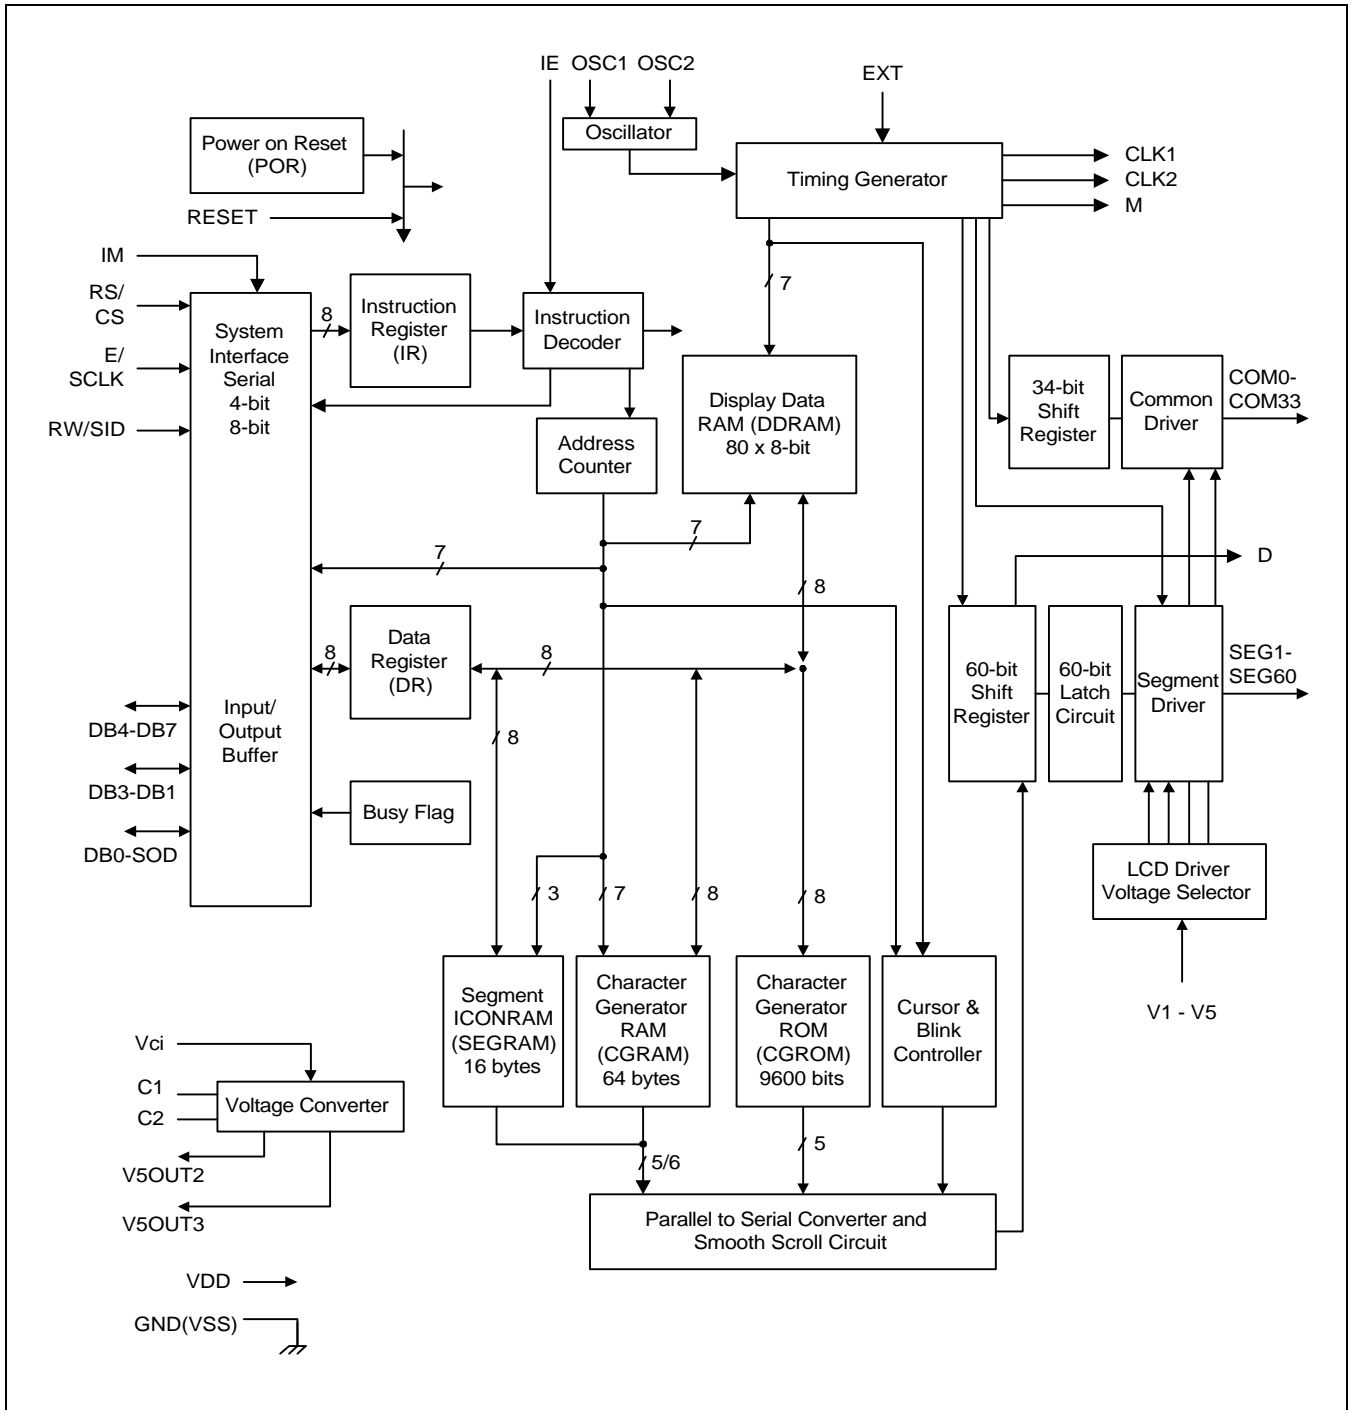 IE OSC1 OSC2
EXT
Oscillator
Power on Reset
(POR)
Timing Generator
CLK1
CLK2
M
RESET
IM
RS/
CS
E/
SCLK
RW/SID
System
Interface
Serial
4-bit
8-bit
8
Instruction
Register
(IR)
Instruction
Decoder
7
Address
Counter
Display Data
RAM (DDRAM)
80 x 8-bit
34-bit
Shift
Register
Common
Driver
COM0-
COM33
7
7
D
8
8
Data
Register
(DR)
8
60-bit
Shift
Register
60-bit
Latch
Circuit
Segment
Driver
SEG1-
SEG60
Input/
Output
Buffer
DB4-DB7
DB3-DB1
DB0-SOD
8
Busy Flag
3
7
8
8
LCD Driver
Voltage Selector
V1 - V5
Segment
ICONRAM
(SEGRAM)
16 bytes
Character
Generator
RAM
(CGRAM)
64 bytes
Character
Generator
ROM
(CGROM)
9600 bits
Cursor &
Blink
Controller
Vci
C1
C2
Voltage Converter
V5OUT2
V5OUT3
5/6
5
Parallel to Serial Converter and
Smooth Scroll Circuit
VDD
GND(VSS)